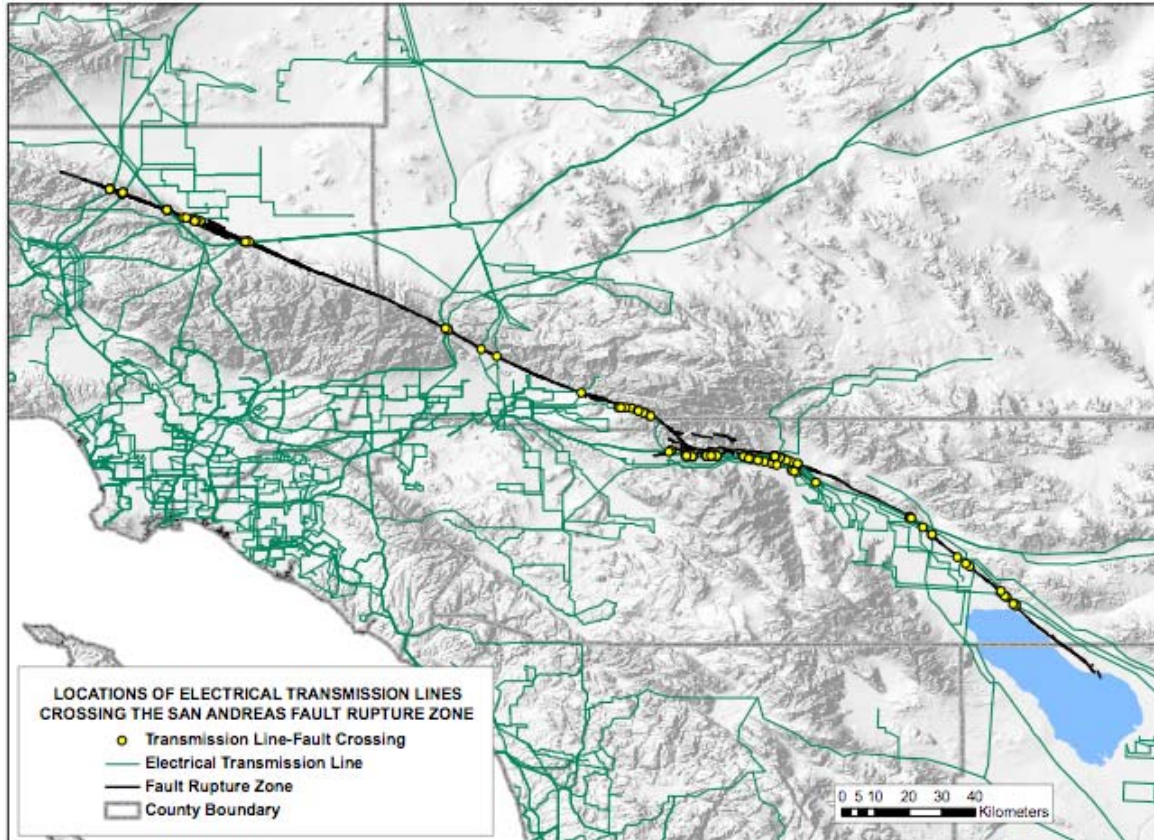 LOCATIONS OF ELECTRICAL TRANSMISSION LINES
CROSSING THE SAN ANDREAS FAULT RUPTURE ZONE
Transmission Line-Fault Crossing
Electrical Transmission Line
Fault Rupture Zone
County Boundary
0 5 10 20 30 40
Kilometers